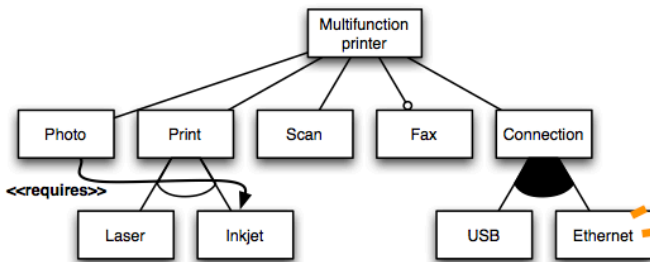 Multifunction
printer
Photo
Print
Scan
Fax
Connection
<<requires>>
Laser
Inkjet
USB
Ethernet